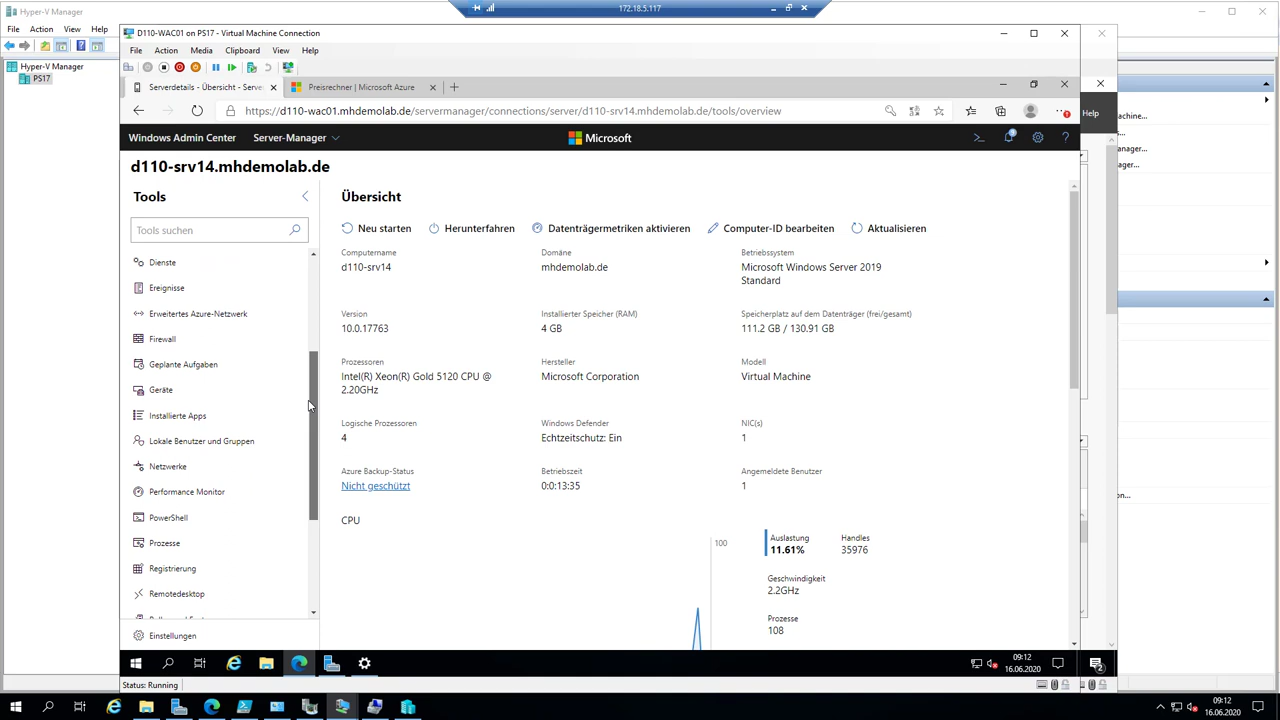 Hyper-V Manager
172.18.5.117
File Action View Help
Hyper-V Manager
PS17
D110-WAC01 on PS17 - Virtual Machine Connection
File Action Media Clipboard View Help
Serverdetails - Übersicht - Server
Preisrechner | Microsoft Azure
https://d110-wac01.mhdemolab.de/servermanager/connections/server/d110-srv14.mhdemolab.de/tools/overview
Help
Windows Admin Center
Server-Manager
Microsoft
d110-srv14.mhdemolab.de
Tools
Tools suchen
Dienste
Ereignisse
Erweitertes Azure-Netzwerk
Firewall
Geplante Aufgaben
Geräte
Installierte Apps
Lokale Benutzer und Gruppen
Netzwerke
Performance Monitor
PowerShell
Prozesse
Registrierung
Remotedesktop
Einstellungen
Übersicht
Neu starten
Herunterfahren
Datenträgermetriken aktivieren
Computer-ID bearbeiten
Aktualisieren
Computername
d110-srv14
Domäne
mhdemolab.de
Betriebssystem
Microsoft Windows Server 2019
Standard
Version
10.0.17763
Installierter Speicher (RAM)
4 GB
Speicherplatz auf dem Datenträger (frei/gesamt)
111.2 GB / 130.91 GB
Prozessoren
Intel(R) Xeon(R) Gold 5120 CPU @
2.20GHz
Hersteller
Microsoft Corporation
Modell
Virtual Machine
Logische Prozessoren
4
Windows Defender
Echtzeitschutz: Ein
NIC(s)
1
Azure Backup-Status
Nicht geschützt
Betriebszeit
0:0:13:35
Angemeldete Benutzer
1
CPU
100
Auslastung
11.61%
Handles
35976
Geschwindigkeit
2.2GHz
Prozesse
108
achine...
...
anager...
ager...
on...
09:12
16.06.2020
2
Status: Running
09:12
16.06.2020